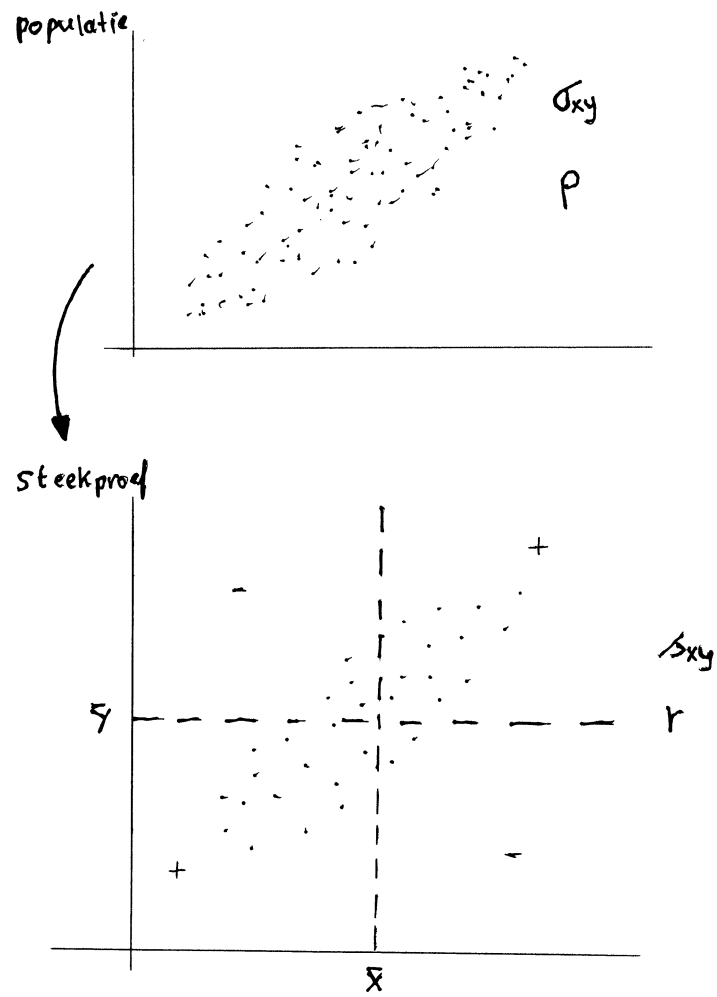 populatie
σxy
ρ
steekproef
-
+
sxy
ȳ
r
+
-
x̄